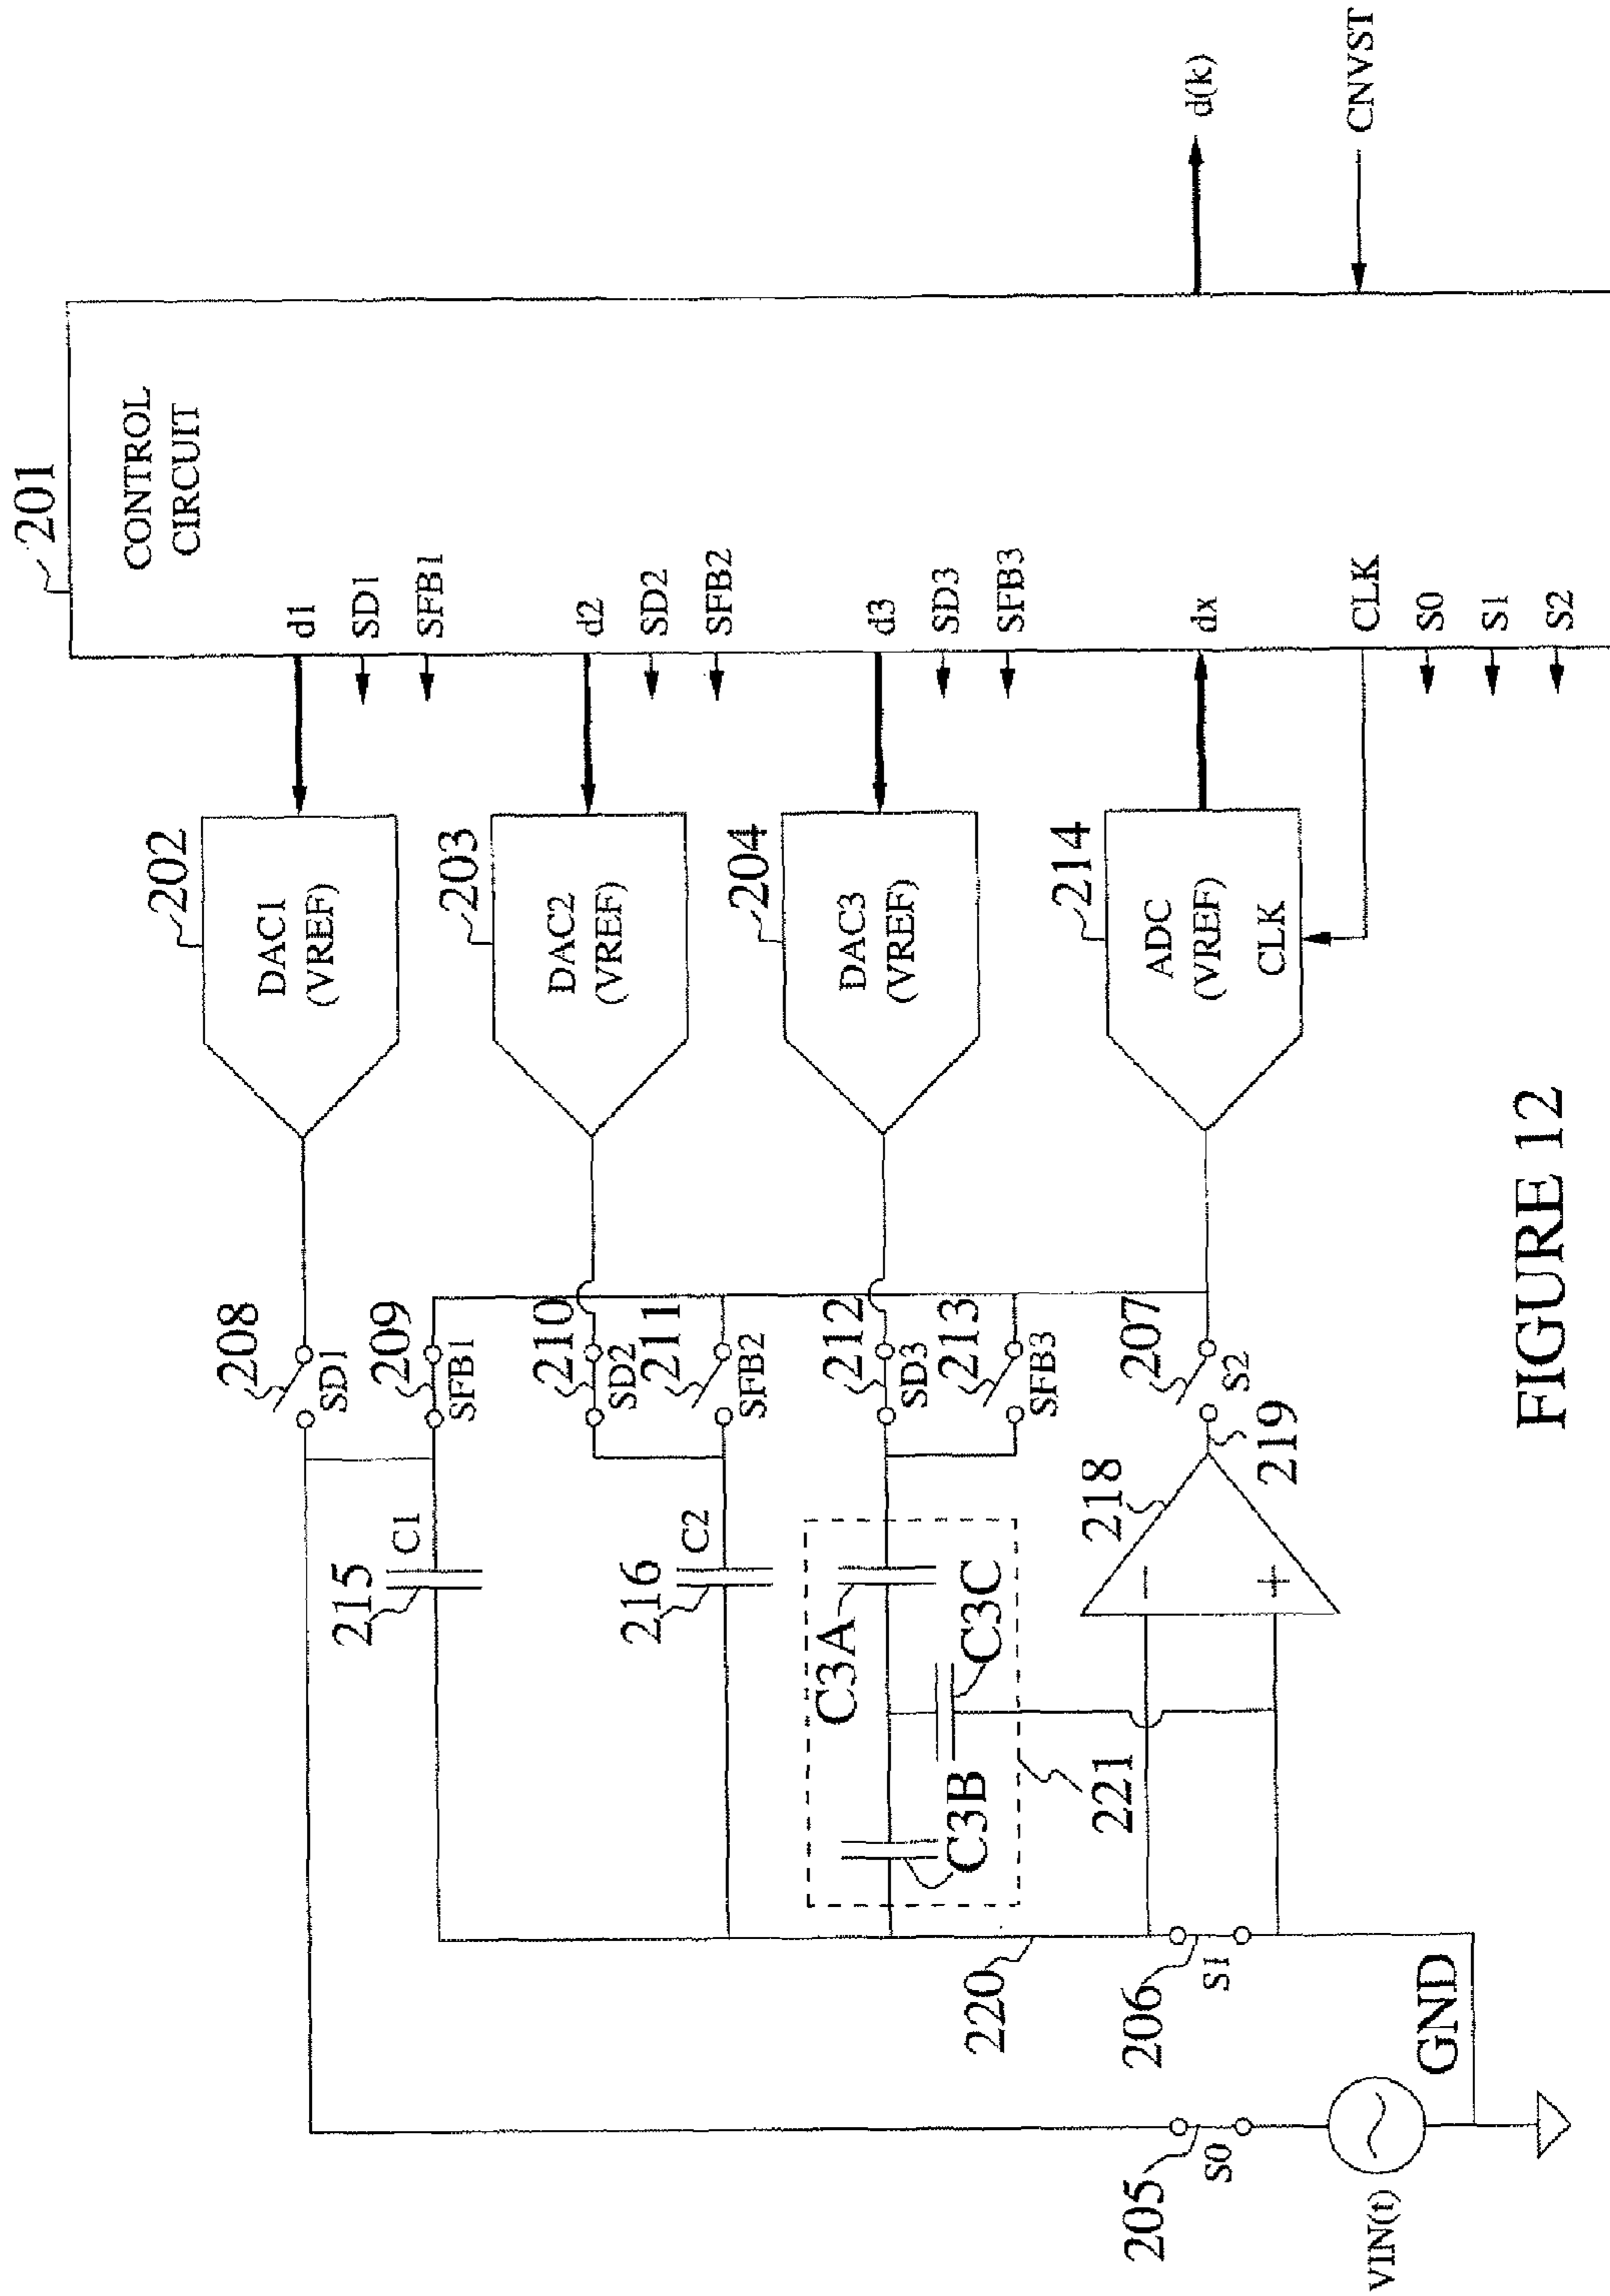 201
CONTROL
CIRCUIT
d1
SD1
SFB1
d2
SD2
SFB2
d3
SD3
SFB3
dx
CLK
S0
S1
S2
d(k)
CNVST
202
DAC1
(VREF)
203
DAC2
(VREF)
204
DAC3
(VREF)
214
ADC
(VREF)
CLK
208
SD1
209
SFB1
210
SD2
211
SFB2
212
SD3
213
SFB3
207
S2
219
215
C1
216
C2
C3A
C3C
C3B
221
218
−
+
220
206
S1
205
S0
GND
VIN(t)
FIGURE 12